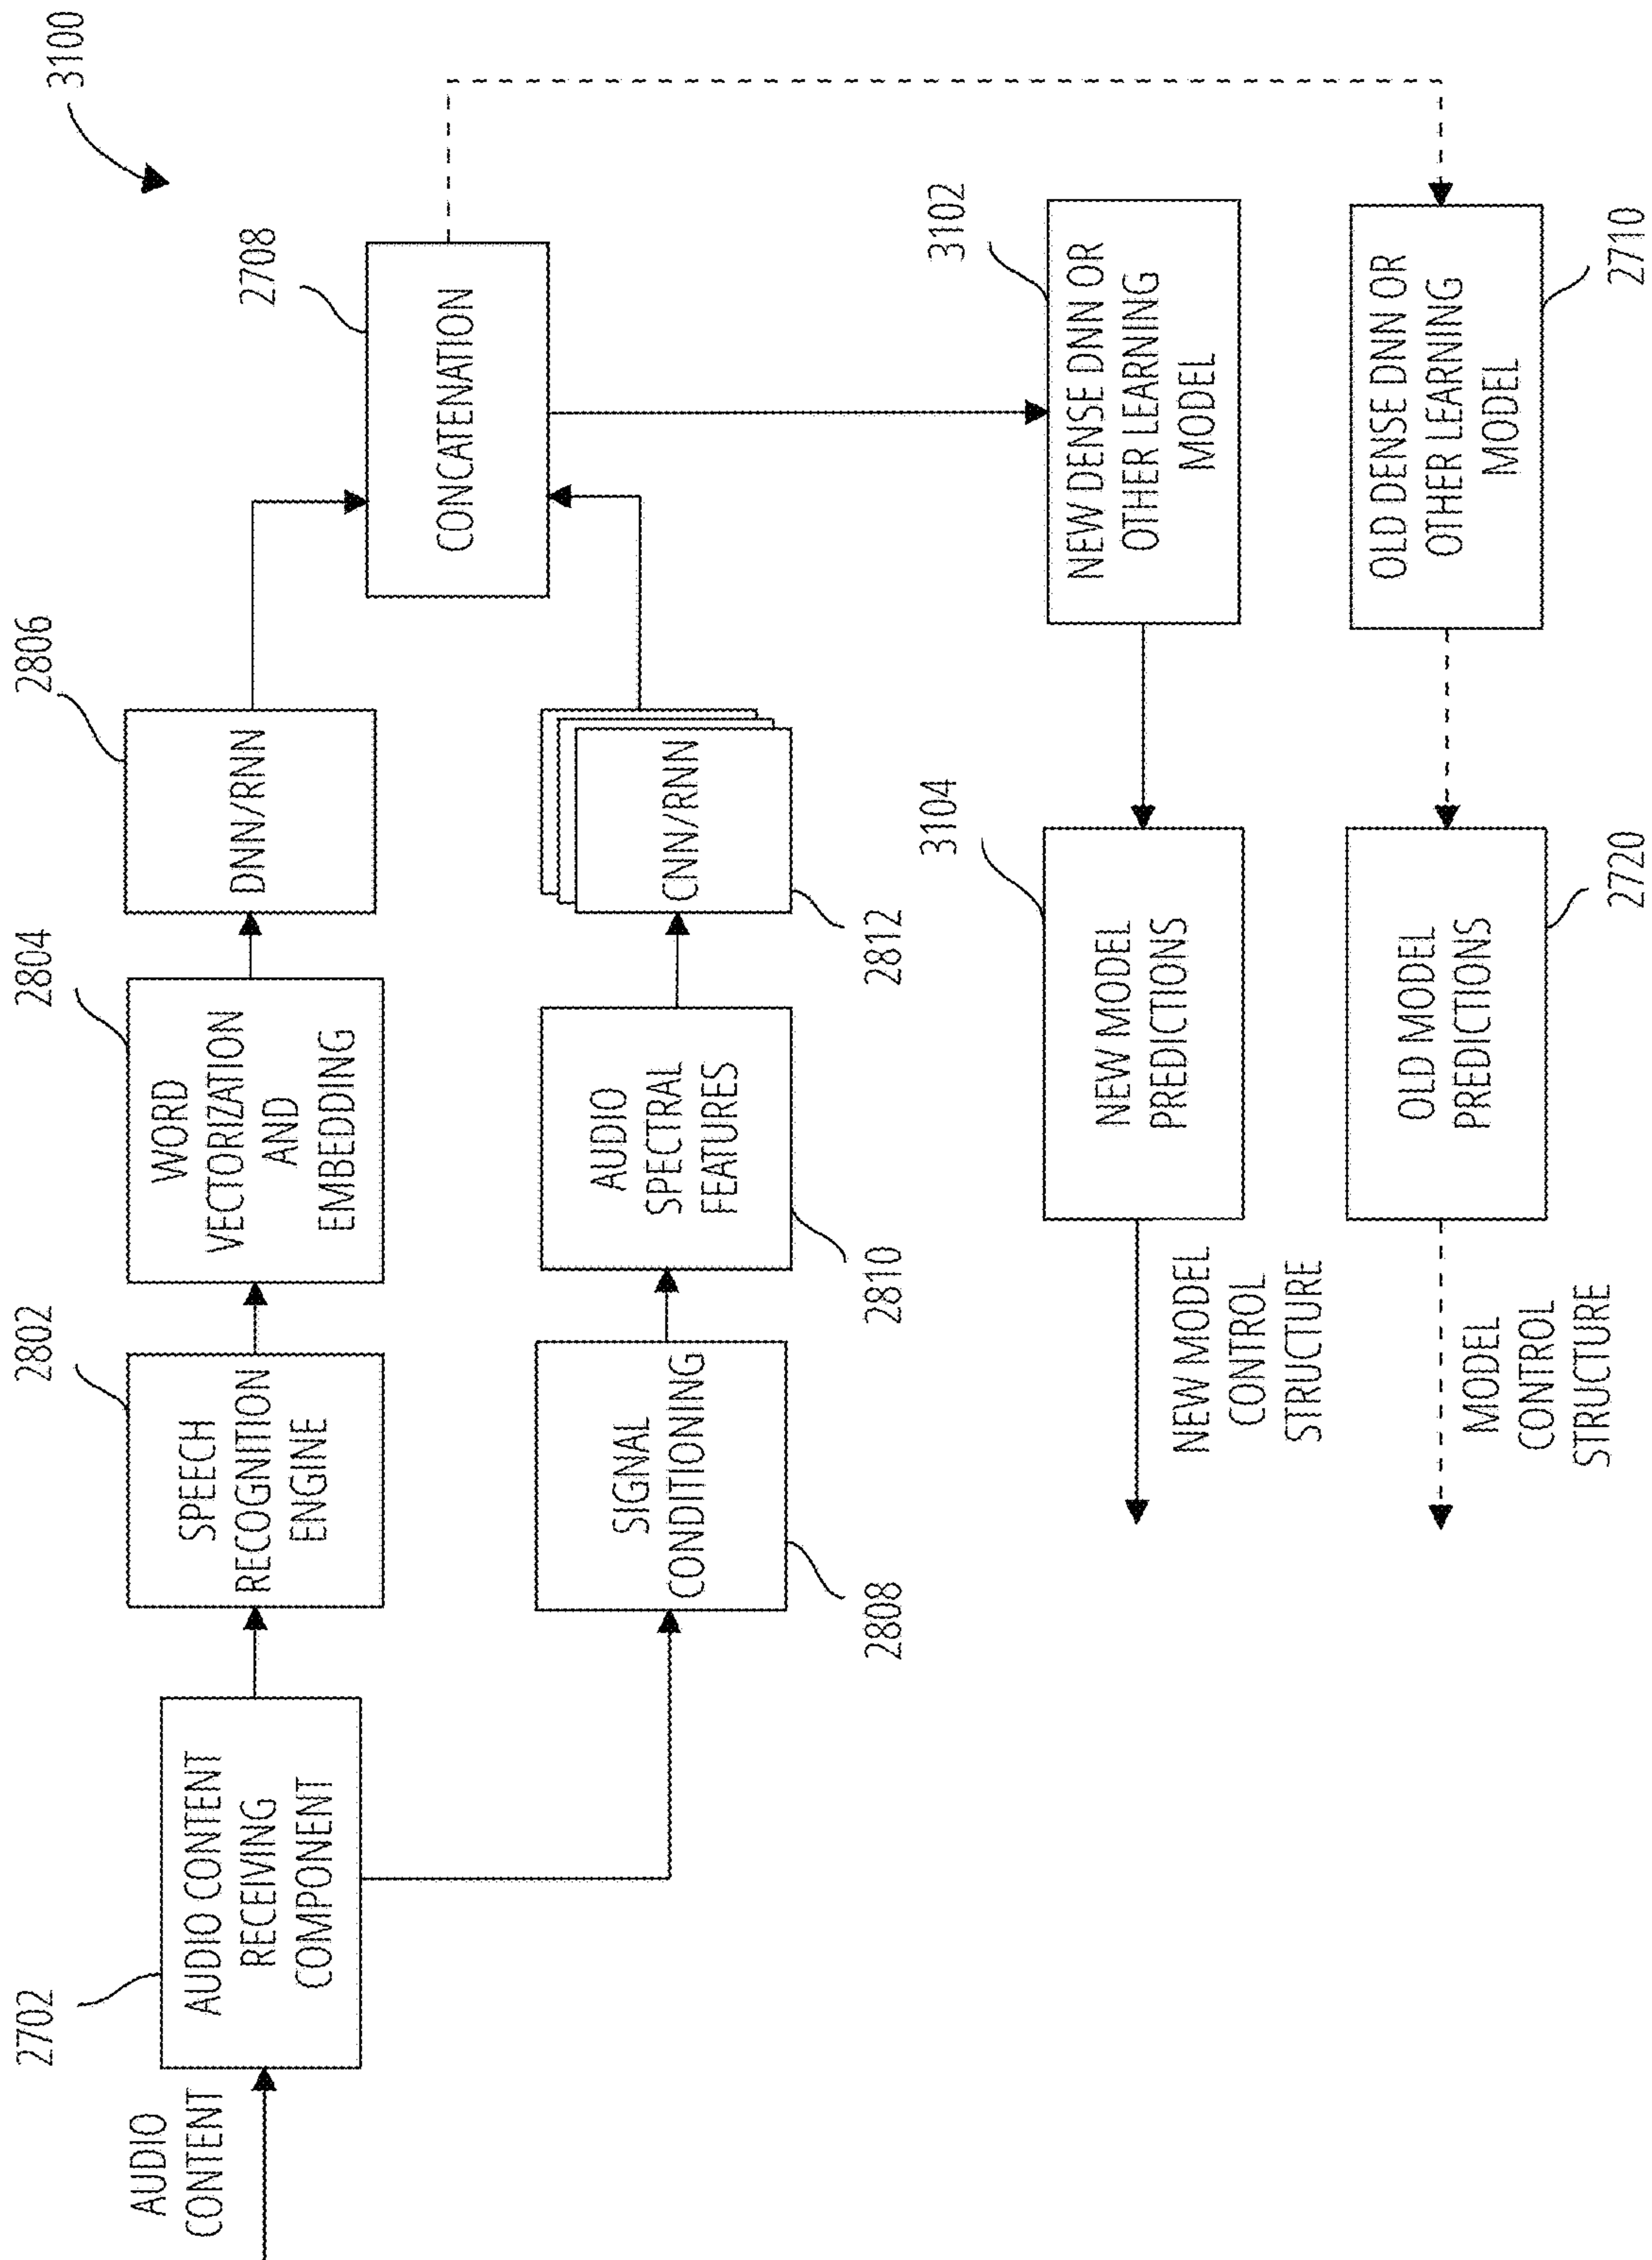 3100
2702
2802
2804
2806
2708
AUDIO
CONTENT
AUDIO CONTENT
RECEIVING
COMPONENT
SPEECH
RECOGNITION
ENGINE
WORD
VECTORIZATION
AND
EMBEDDING
DNN/RNN
CONCATENATION
SIGNAL
CONDITIONING
AUDIO
SPECTRAL
FEATURES
CNN/RNN
2808
2810
2812
3104
3102
NEW MODEL
CONTROL
STRUCTURE
NEW MODEL
PREDICTIONS
NEW DENSE DNN OR
OTHER LEARNING
MODEL
MODEL
CONTROL
STRUCTURE
OLD MODEL
PREDICTIONS
OLD DENSE DNN OR
OTHER LEARNING
MODEL
2720
2710